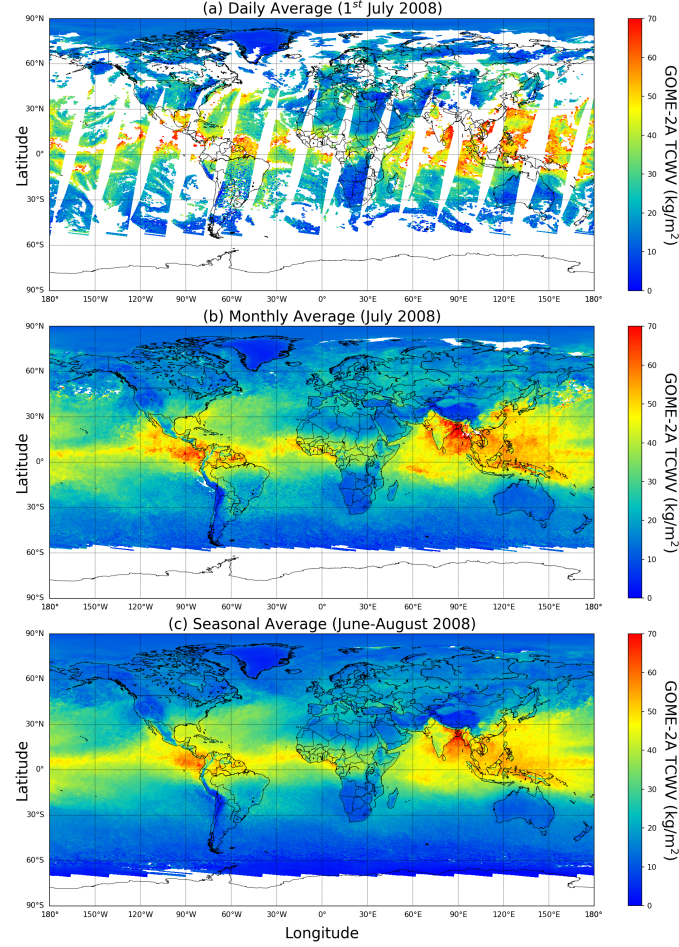 (a) Daily Average (1st July 2008)
90°N
60°N
30°N
0°
30°S
60°S
90°S
Latitude
180° 150°W 120°W 90°W 60°W 30°W 0° 30°E 60°E 90°E 120°E 150°E 180°
70
60
50
40
30
20
10
0
GOME-2A TCWV (kg/m²)
(b) Monthly Average (July 2008)
90°N
60°N
30°N
0°
30°S
60°S
90°S
Latitude
180° 150°W 120°W 90°W 60°W 30°W 0° 30°E 60°E 90°E 120°E 150°E 180°
70
60
50
40
30
20
10
0
GOME-2A TCWV (kg/m²)
(c) Seasonal Average (June-August 2008)
90°N
60°N
30°N
0°
30°S
60°S
90°S
Latitude
180° 150°W 120°W 90°W 60°W 30°W 0° 30°E 60°E 90°E 120°E 150°E 180°
70
60
50
40
30
20
10
0
GOME-2A TCWV (kg/m²)
Longitude